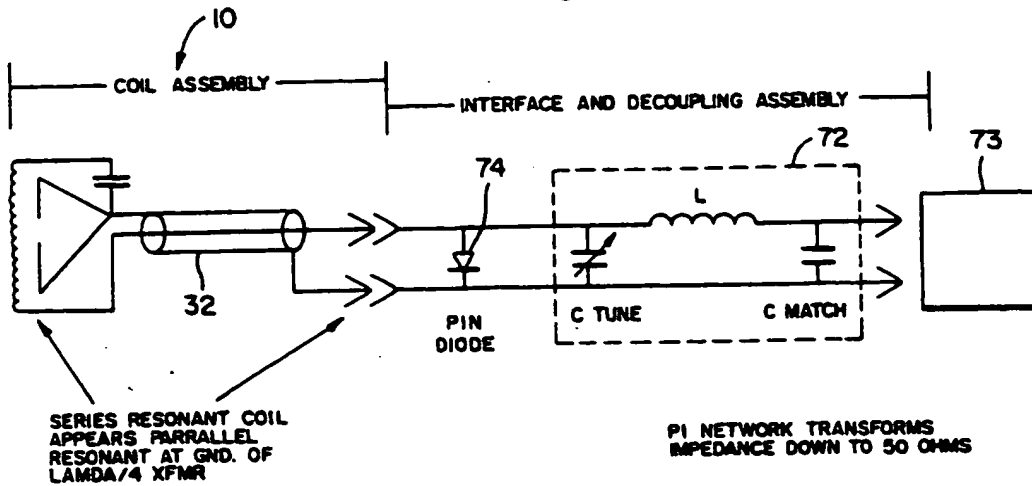 10
COIL ASSEMBLY
INTERFACE AND DECOUPLING ASSEMBLY
72
73
74
L
32
PIN
DIODE
C TUNE
C MATCH
SERIES RESONANT COIL
APPEARS PARRALLEL
RESONANT AT GND. OF
LAMDA/4 XFMR
PI NETWORK TRANSFORMS
IMPEDANCE DOWN TO 50 OHMS